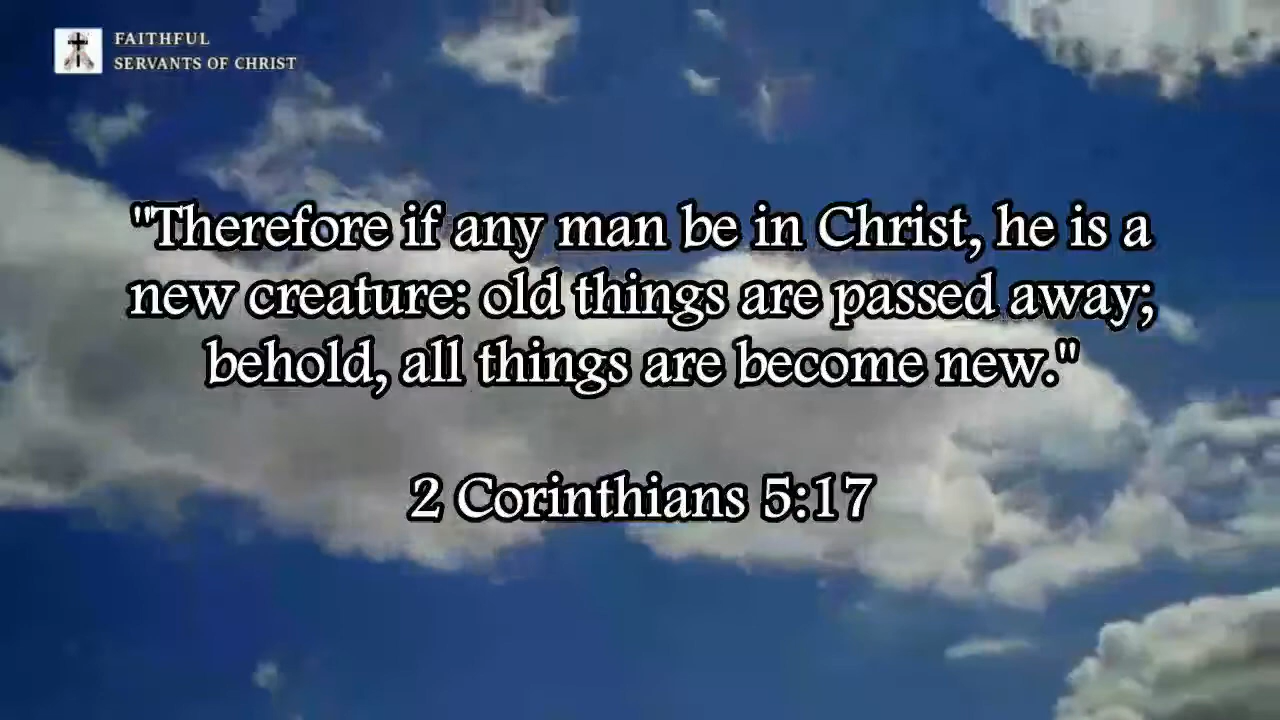 FAITHFUL
SERVANTS OF CHRIST
"Therefore if any man be in Christ, he is a
new creature: old things are passed away;
behold, all things are become new."
2 Corinthians 5:17